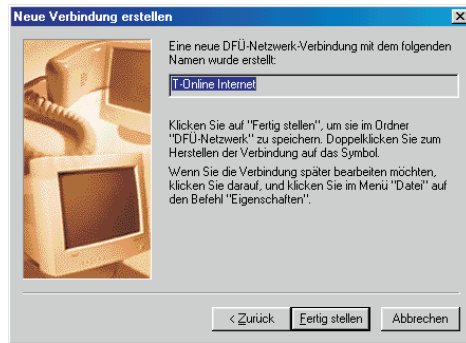 Neue Verbindung erstellen
Eine neue DFÜ-Netzwerk-Verbindung mit dem folgenden
Namen wurde erstellt:
T-Online Internet
Klicken Sie auf "Fertig stellen", um sie im Ordner
"DFÜ-Netzwerk" zu speichern. Doppelklicken Sie zum
Herstellen der Verbindung auf das Symbol.
Wenn Sie die Verbindung später bearbeiten möchten,
klicken Sie darauf, und klicken Sie im Menü "Datei" auf
den Befehl "Eigenschaften".
< Zurück Fertig stellen Abbrechen